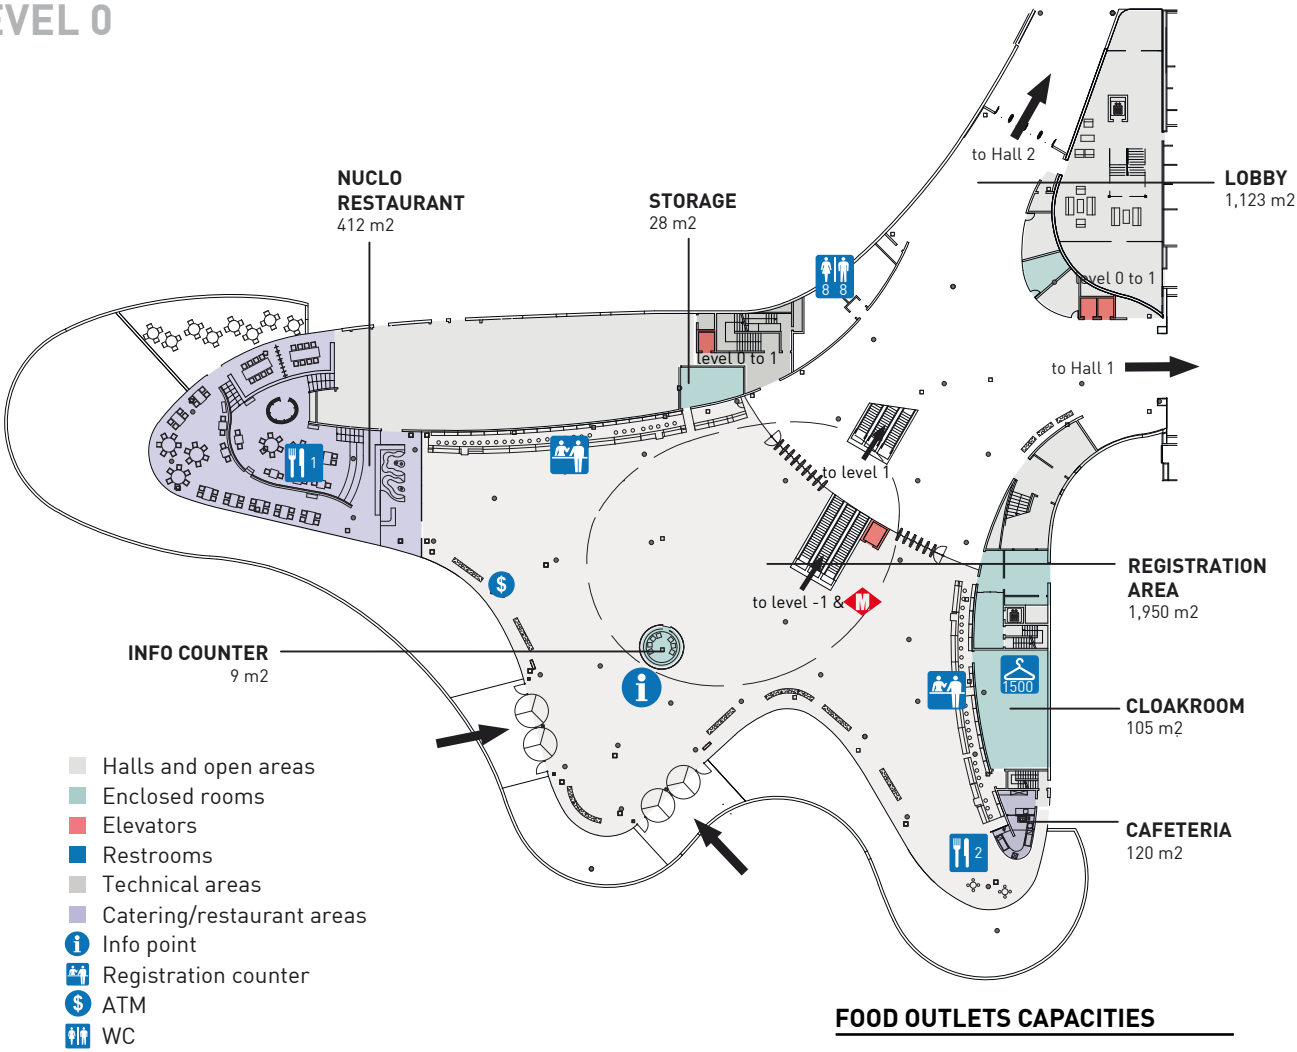 EVEL 0
to Hall 2
NUCLO
RESTAURANT
412 m2
STORAGE
28 m2
LOBBY
1,123 m2
8 8
level 0 to 1
to Hall 1
level 0 to 1
1
to level 1
$
to level -1 & M
REGISTRATION
AREA
1,950 m2
INFO COUNTER
9 m2
i
1500
CLOAKROOM
105 m2
CAFETERIA
120 m2
2
Halls and open areas
Enclosed rooms
Elevators
Restrooms
Technical areas
Catering/restaurant areas
i Info point
Registration counter
$ ATM
WC
FOOD OUTLETS CAPACITIES